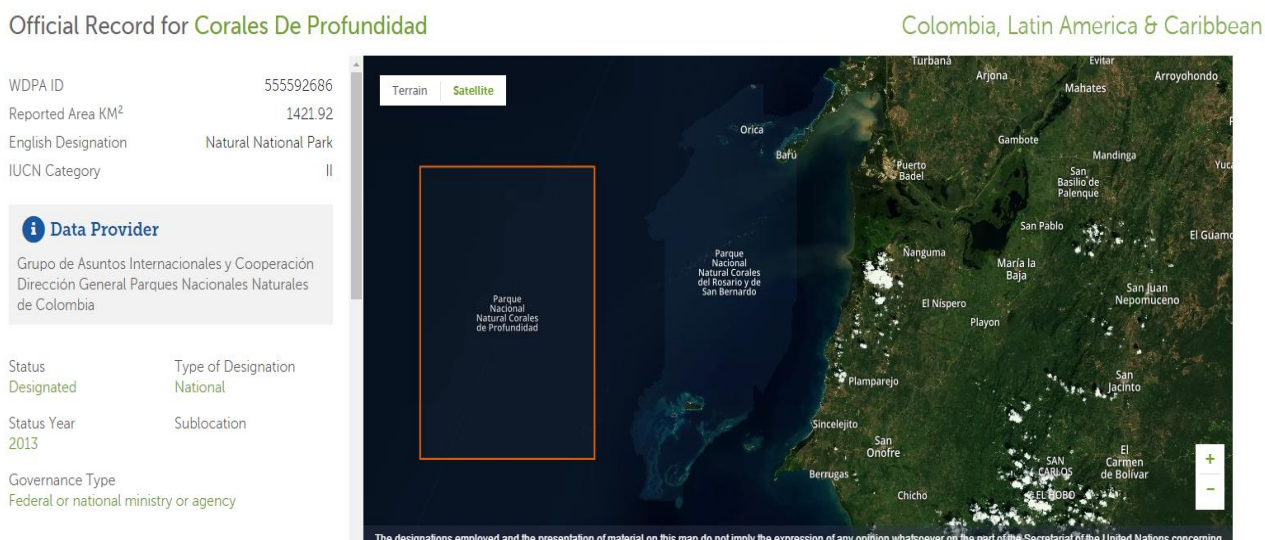 Official Record for Corales De Profundidad
Colombia, Latin America & Caribbean
WDPA ID 555592686
Reported Area KM² 1421.92
English Designation Natural National Park
IUCN Category II
i Data Provider
Grupo de Asuntos Internacionales y Cooperación
Dirección General Parques Nacionales Naturales
de Colombia
Status Type of Designation
Designated National
Status Year Sublocation
2013
Governance Type
Federal or national ministry or agency
Terrain Satellite
Turbaná
Evitar
Arjona
Arroyohondo
Mahates
Orica
Gambote
Barú
Mandinga
Puerto
Badel
San
Basilio de
Palenque
San Pablo
Ñanguma
Parque
Nacional
Natural Corales
del Rosario y de
San Bernardo
María la
Baja
San Juan
Nepomuceno
Parque
Nacional
Natural Corales
de Profundidad
El Níspero
Playon
San
Jacinto
Plamparejo
Sincelejito
San
Onofre
El
Carmen
de Bolívar
+
SAN
CARLOS
Berrugas
−
Chichó
The designations employed and the presentation of material on this map do not imply the expression of any opinion whatsoever on the part of the Secretariat of the United Nations concerning